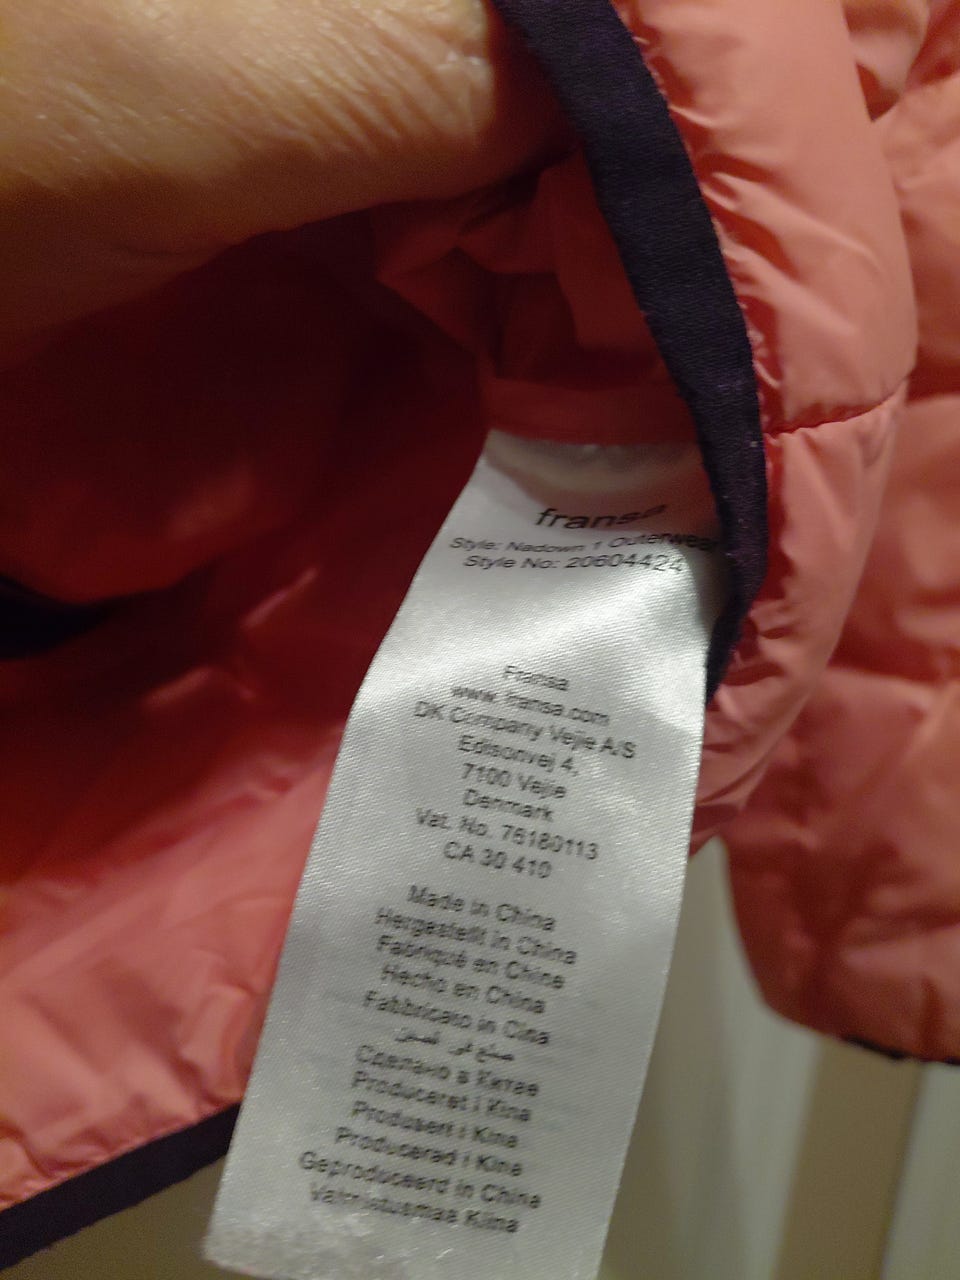 fransa
Style: Nadown 1 Outerwear
Style No: 20604424
Fransa
www.fransa.com
DK Company Vejle A/S
Edisonvej 4,
7100 Vejle
Denmark
Vat. No. 76180113
CA 30 410
Made in China
Hergestellt in China
Fabriqué en Chine
Hecho en China
Fabbricato in Cina
صنع في الصين
Сделано в Китае
Produceret i Kina
Produsert i Kina
Producerad i Kina
Geproduceerd in China
Valmistusmaa Kiina